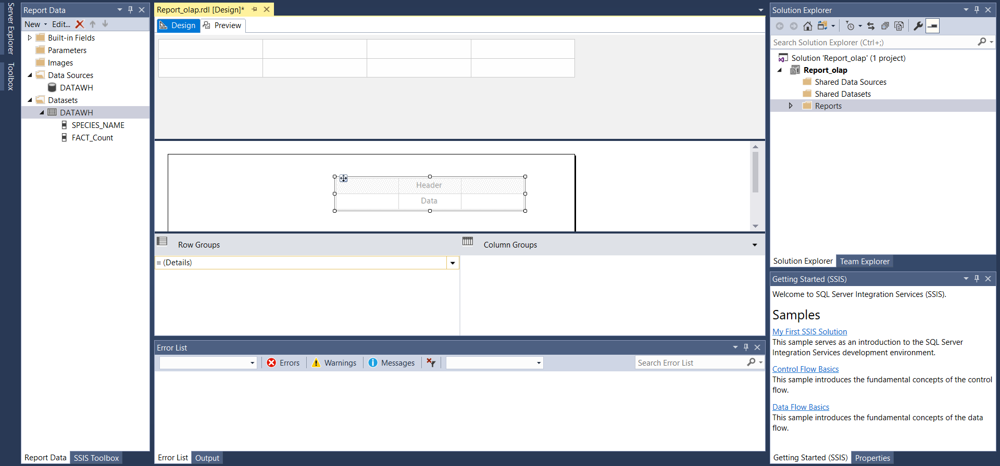 Server Explorer
Toolbox
Report Data
New
Edit...
Built-in Fields
Parameters
Images
Data Sources
DATAWH
Datasets
DATAWH
SPECIES_NAME
FACT_Count
Report Data
SSIS Toolbox
Report_olap.rdl [Design]*
Design
Preview
Header
Data
Row Groups
Column Groups
(Details)
Error List
Errors
Warnings
Messages
Search Error List
Error List
Output
Solution Explorer
Search Solution Explorer (Ctrl+;)
Solution 'Report_olap' (1 project)
Report_olap
Shared Data Sources
Shared Datasets
Reports
Solution Explorer
Team Explorer
Getting Started (SSIS)
Welcome to SQL Server Integration Services (SSIS).
Samples
My First SSIS Solution
This sample serves as an introduction to the SQL Server
Integration Services development environment.
Control Flow Basics
This sample introduces the fundamental concepts of the control
flow.
Data Flow Basics
This sample introduces the fundamental concepts of the data
flow.
Getting Started (SSIS)
Properties